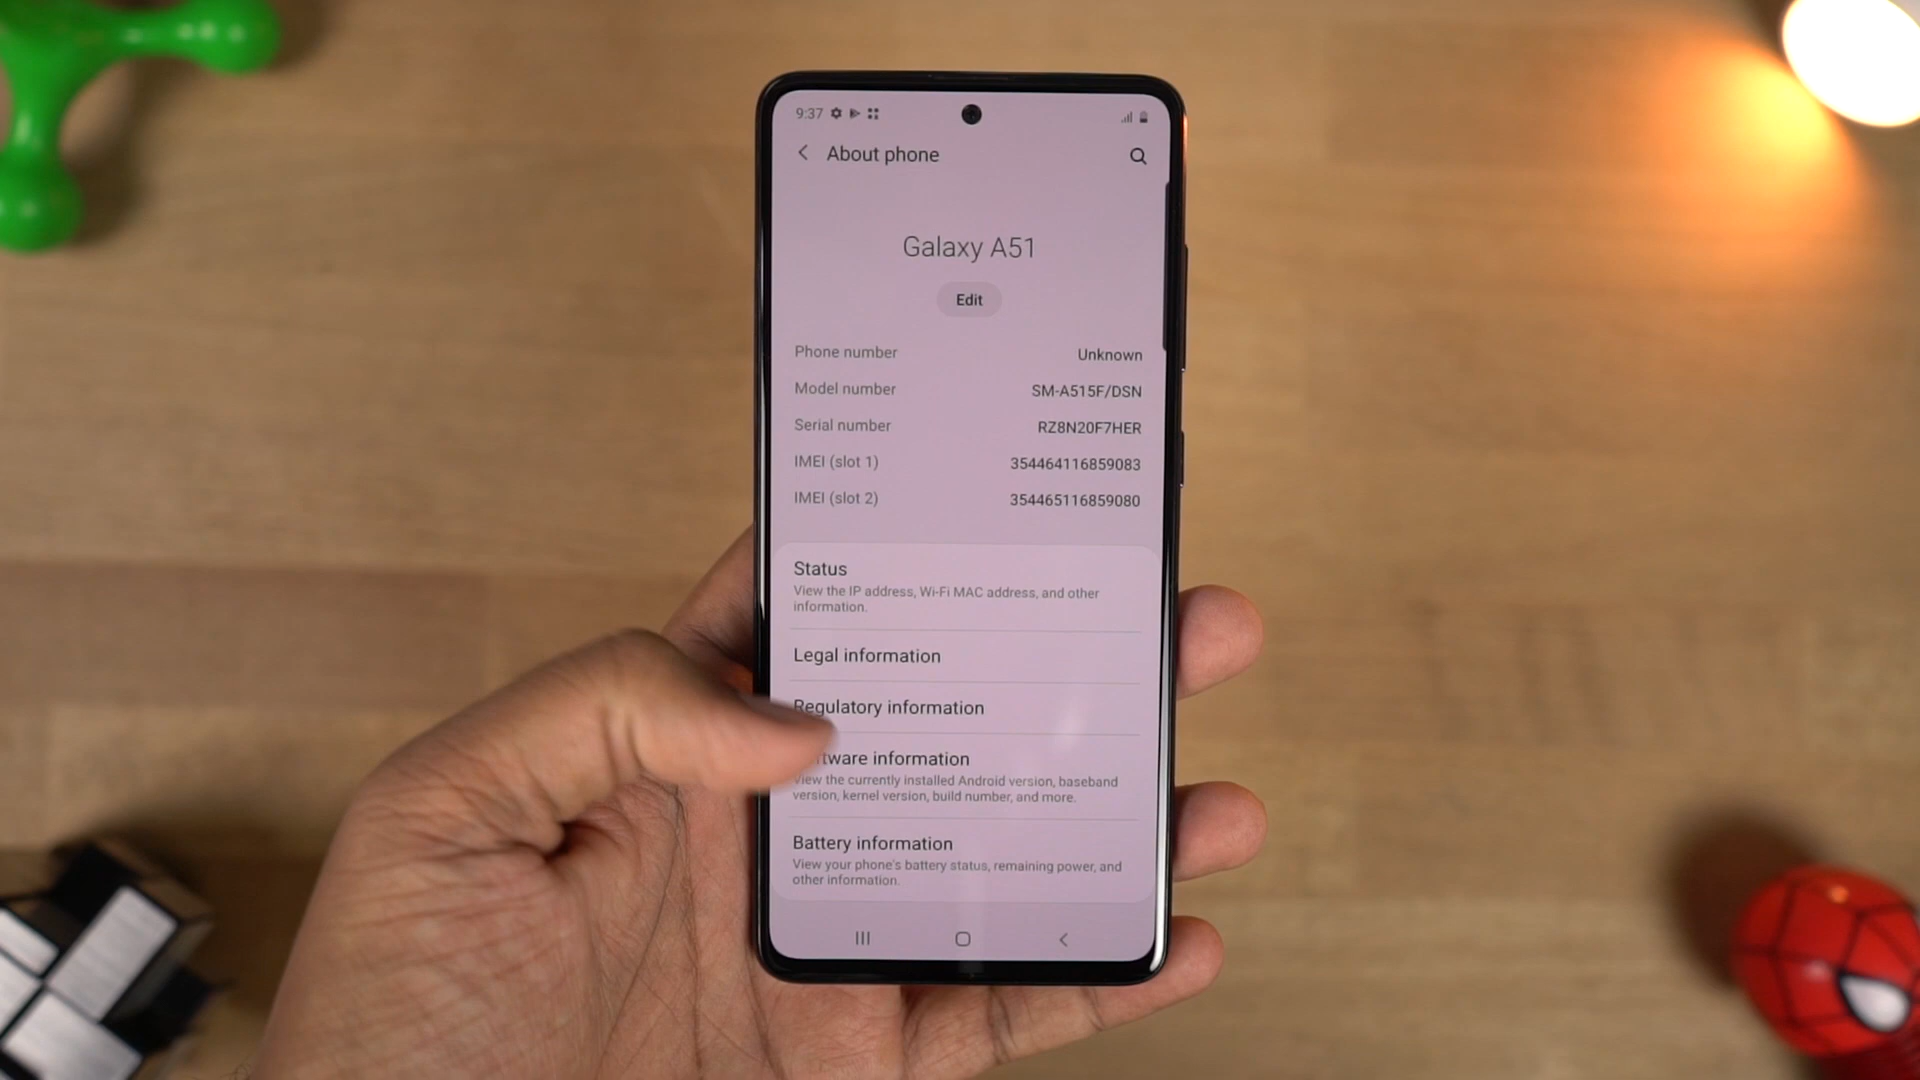 9:37
About phone
Galaxy A51
Edit
Phone number Unknown
Model number SM-A515F/DSN
Serial number RZ8N20F7HER
IMEI (slot 1) 354464116859083
IMEI (slot 2) 354465116859080
Status
View the IP address, Wi-Fi MAC address, and other
information.
Legal information
Regulatory information
tware information
View the currently installed Android version, baseband
version, kernel version, build number, and more.
Battery information
View your phone's battery status, remaining power, and
other information.